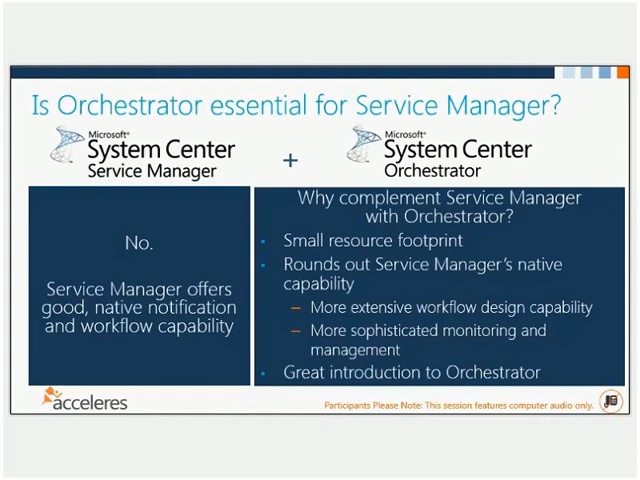 Is Orchestrator essential for Service Manager?
Microsoft®
System Center
Service Manager
+
Microsoft®
System Center
Orchestrator
No.
Service Manager offers
good, native notification
and workflow capability
Why complement Service Manager
with Orchestrator?
• Small resource footprint
• Rounds out Service Manager's native
capability
– More extensive workflow design capability
– More sophisticated monitoring and
management
• Great introduction to Orchestrator
acceleres
Participants Please Note: This session features computer audio only.